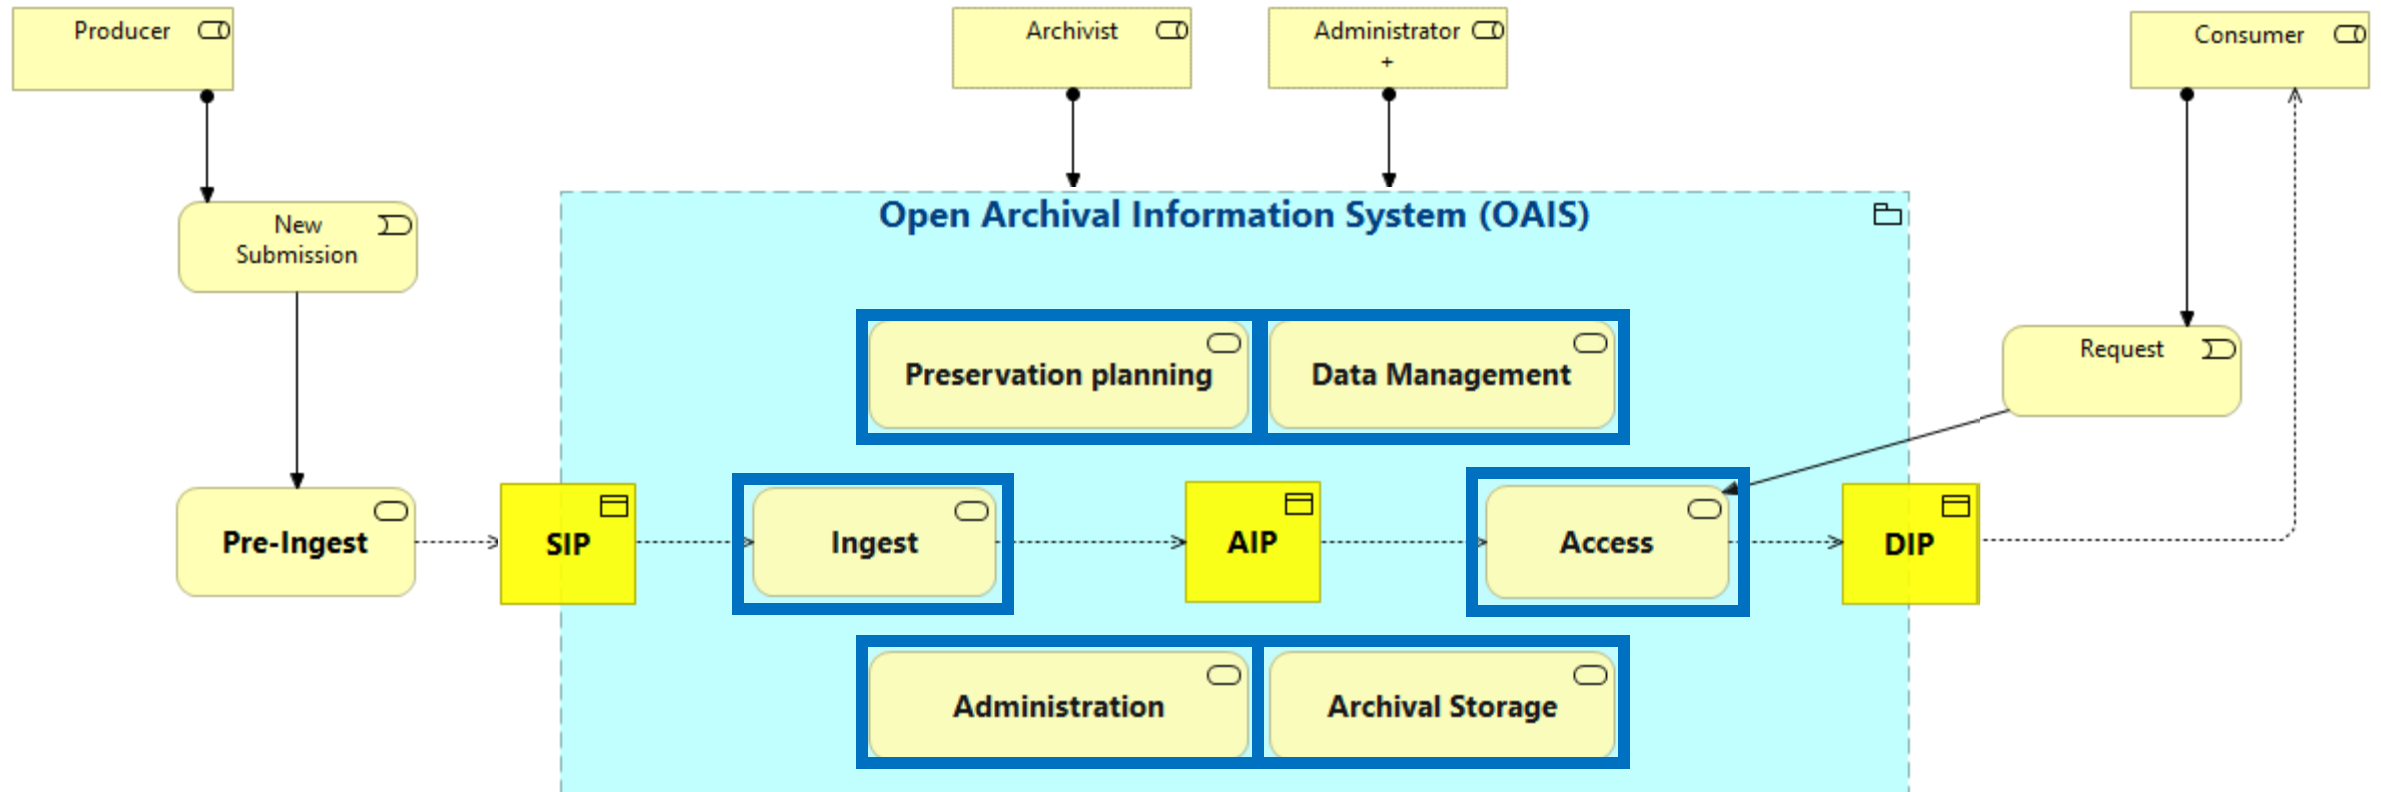 Producer
Archivist
Administrator
+
Consumer
New
Submission
Open Archival Information System (OAIS)
Preservation planning
Data Management
Request
Pre-Ingest
SIP
Ingest
AIP
Access
DIP
Administration
Archival Storage